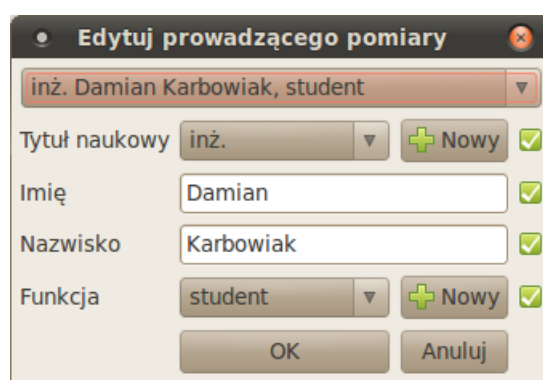 Edytuj prowadzącego pomiary
inż. Damian Karbowiak, student
Tytuł naukowy inż. Nowy
Imię Damian
Nazwisko Karbowiak
Funkcja student Nowy
OK Anuluj